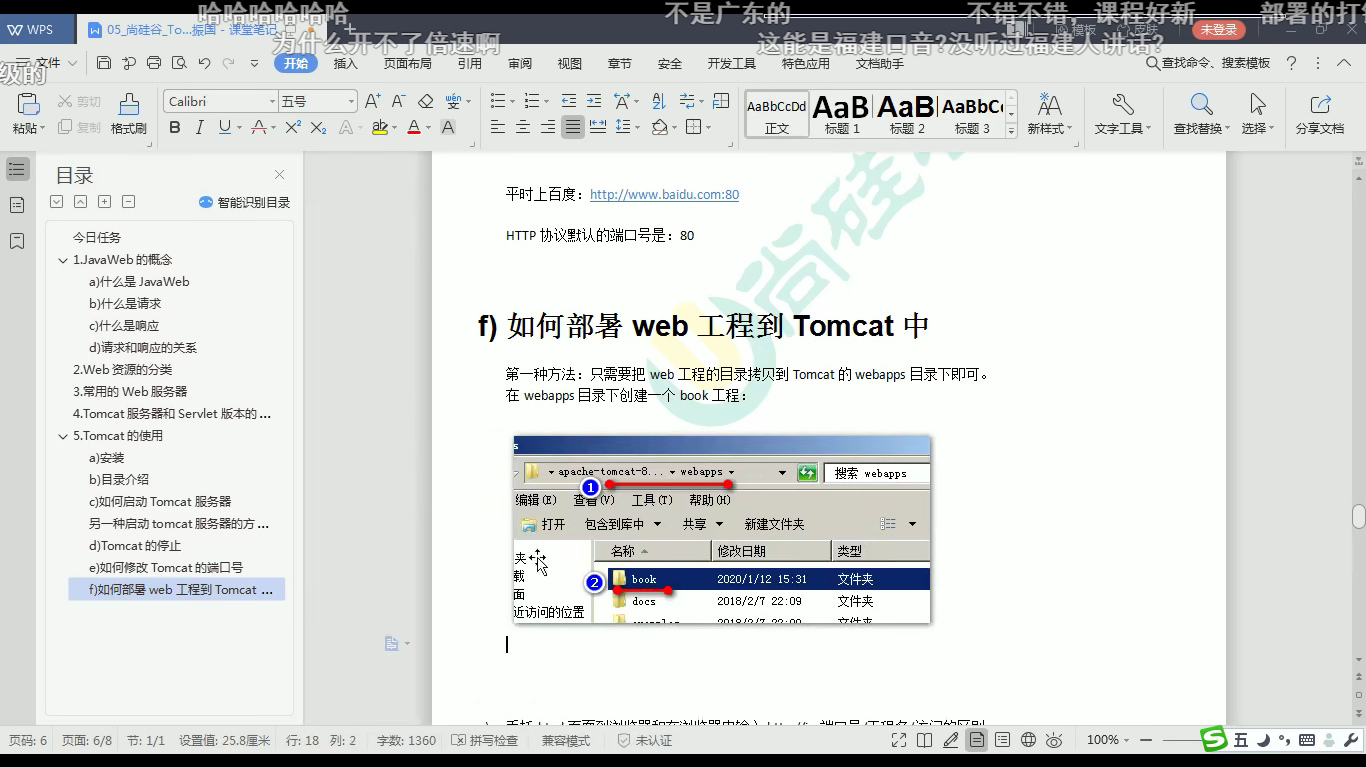 哈哈哈哈哈哈
不是广东的
不错不错，课程好新
部署的打
WPS
05_尚硅谷_To...振国 - 课堂笔记
未登录
为什么开不了倍速啊
这能是福建口音?没听过福建人讲话?
级的
文件
开始
插入
页面布局
引用
审阅
视图
章节
安全
开发工具
特色应用
文档助手
查找命令、搜索模板
粘贴
剪切
复制
格式刷
Calibri
五号
AaBbCcDd
正文
AaB
标题 1
AaB
标题 2
AaBbC
标题 3
新样式
文字工具
查找替换
选择
分享文档
目录
智能识别目录
今日任务
1.JavaWeb 的概念
a)什么是 JavaWeb
b)什么是请求
c)什么是响应
d)请求和响应的关系
2.Web 资源的分类
3.常用的 Web 服务器
4.Tomcat 服务器和 Servlet 版本的 ...
5.Tomcat 的使用
a)安装
b)目录介绍
c)如何启动 Tomcat 服务器
另一种启动 tomcat 服务器的方 ...
d)Tomcat 的停止
e)如何修改 Tomcat 的端口号
f)如何部暑 web 工程到 Tomcat ...
平时上百度：http://www.baidu.com:80
HTTP 协议默认的端口号是：80
f) 如何部暑 web 工程到 Tomcat 中
第一种方法：只需要把 web 工程的目录拷贝到 Tomcat 的 webapps 目录下即可。
在 webapps 目录下创建一个 book 工程：
apache-tomcat-8... webapps
搜索 webapps
1
编辑(E) 查看(V) 工具(T) 帮助(H)
打开 包含到库中 共享 新建文件夹
名称 修改日期 类型
夹
载
面
近访问的位置
2
book 2020/1/12 15:31 文件夹
docs 2018/2/7 22:09 文件夹
页码: 6 页面: 6/8 节: 1/1 设置值: 25.8厘米 行: 18 列: 2 字数: 1360 拼写检查 兼容模式 未认证 100%
五